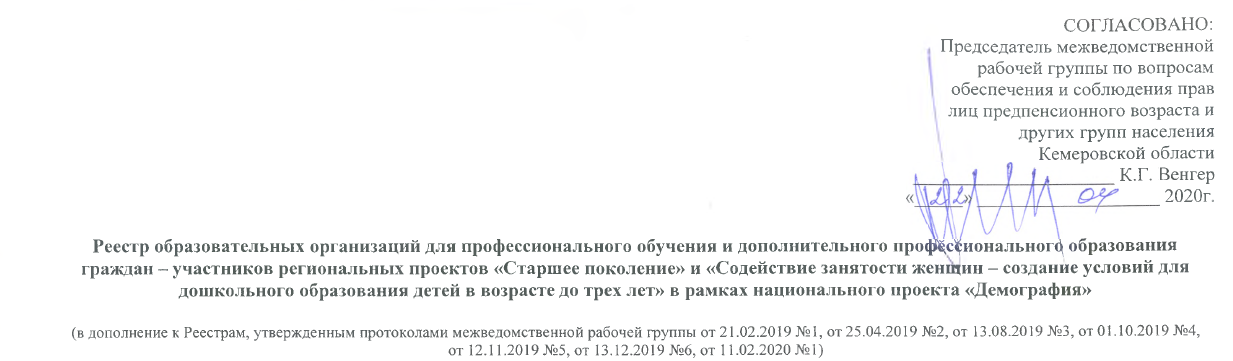 СОГЛАСОВАНО:
Председатель межведомственной
рабочей группы по вопросам
обеспечения и соблюдения прав
лиц предпенсионного возраста и
других групп населения
Кемеровской области
К.Г. Венгер
«22» 04 2020г.
Реестр образовательных организаций для профессионального обучения и дополнительного профессионального образования
граждан – участников региональных проектов «Старшее поколение» и «Содействие занятости женщин – создание условий для
дошкольного образования детей в возрасте до трех лет» в рамках национального проекта «Демография»
(в дополнение к Реестрам, утвержденным протоколами межведомственной рабочей группы от 21.02.2019 №1, от 25.04.2019 №2, от 13.08.2019 №3, от 01.10.2019 №4,
от 12.11.2019 №5, от 13.12.2019 №6, от 11.02.2020 №1)